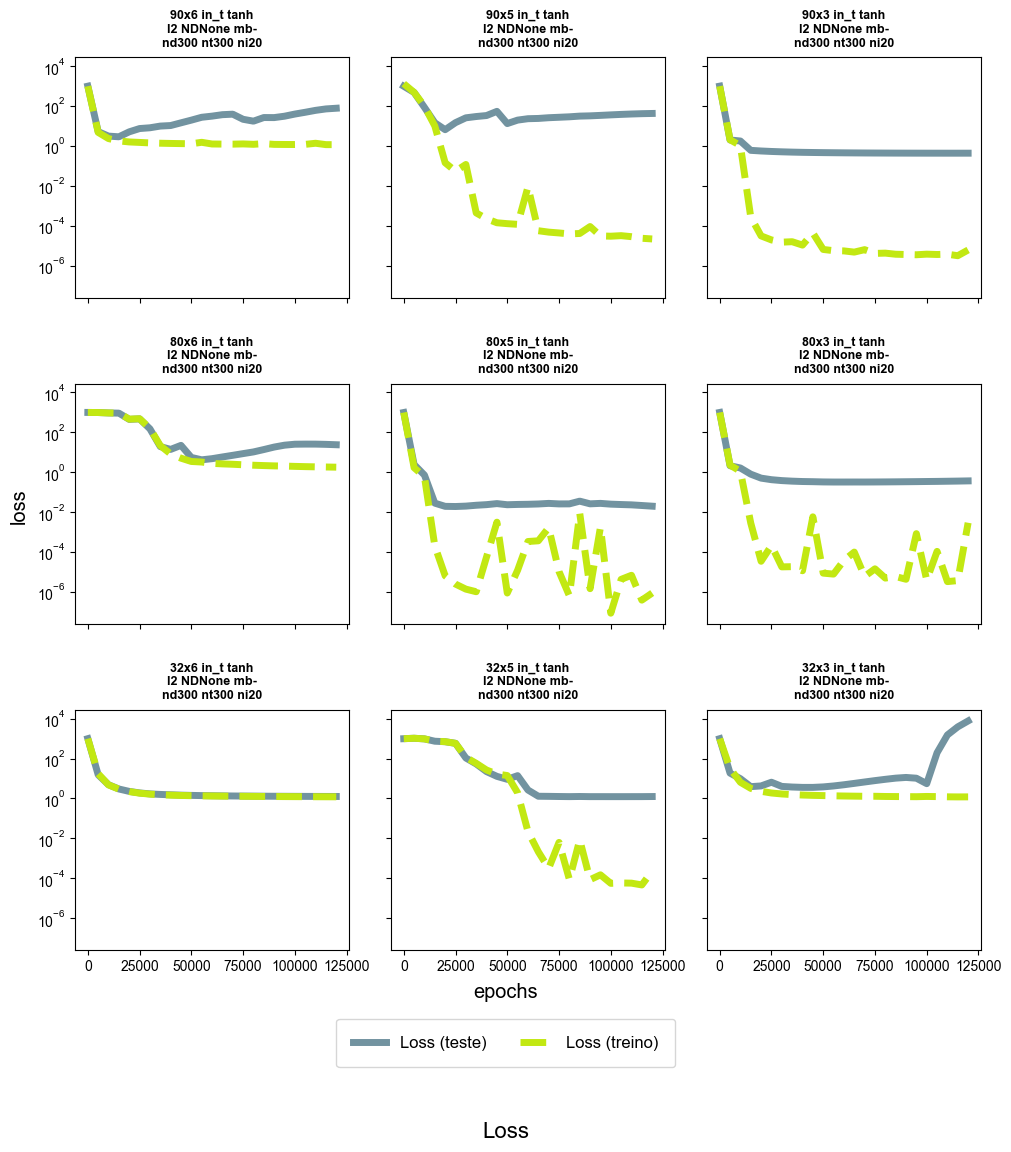 90x6 in_t tanh
l2 NDNone mb-
nd300 nt300 ni20
90x5 in_t tanh
l2 NDNone mb-
nd300 nt300 ni20
90x3 in_t tanh
l2 NDNone mb-
nd300 nt300 ni20
10^4
10^2
10^0
10^-2
10^-4
10^-6
80x6 in_t tanh
l2 NDNone mb-
nd300 nt300 ni20
80x5 in_t tanh
l2 NDNone mb-
nd300 nt300 ni20
80x3 in_t tanh
l2 NDNone mb-
nd300 nt300 ni20
10^4
10^2
10^0
10^-2
10^-4
10^-6
loss
32x6 in_t tanh
l2 NDNone mb-
nd300 nt300 ni20
32x5 in_t tanh
l2 NDNone mb-
nd300 nt300 ni20
32x3 in_t tanh
l2 NDNone mb-
nd300 nt300 ni20
10^4
10^2
10^0
10^-2
10^-4
10^-6
0 25000 50000 75000 100000 125000
0 25000 50000 75000 100000 125000
0 25000 50000 75000 100000 125000
epochs
Loss (teste) Loss (treino)
Loss